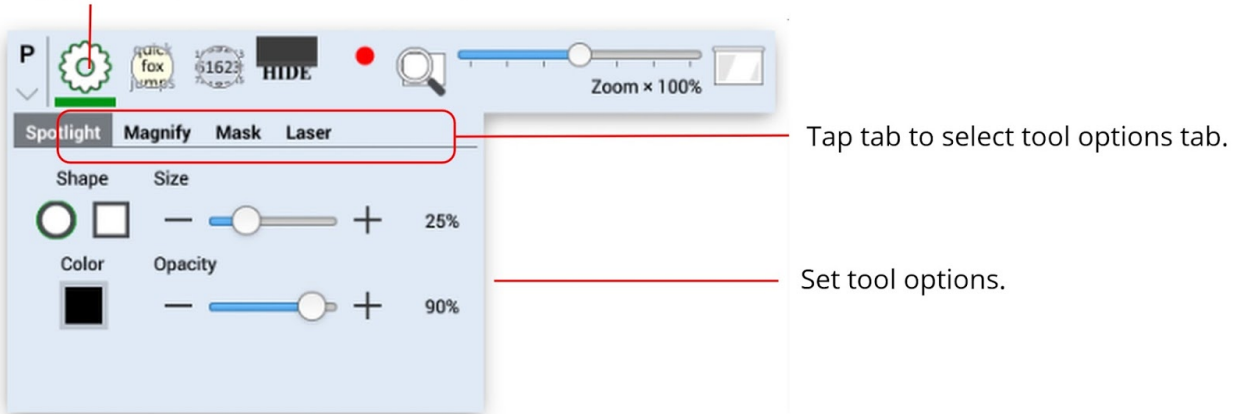 P
quick
fox
jumps
61623
HIDE
Zoom × 100%
Spotlight Magnify Mask Laser
Tap tab to select tool options tab.
Shape Size
25%
Set tool options.
Color Opacity
90%